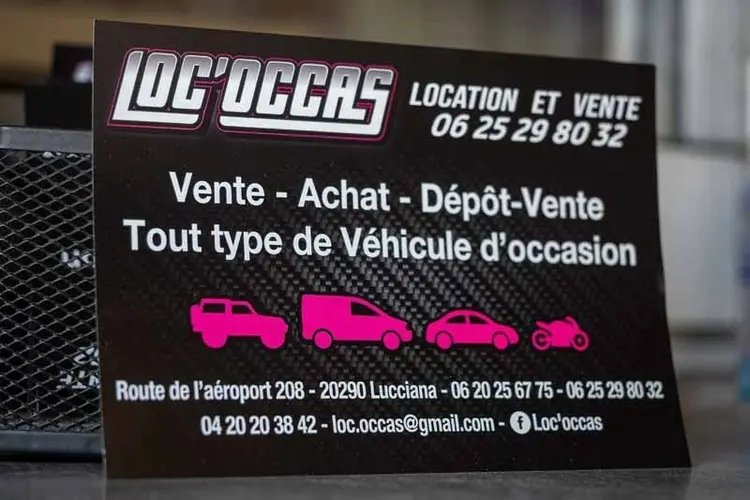 LOC'OCCAS
LOCATION ET VENTE
06 25 29 80 32
Vente - Achat - Dépôt-Vente
Tout type de Véhicule d'occasion
Route de l'aéroport 208 - 20290 Lucciana - 06 20 25 67 75 - 06 25 29 80 32
04 20 20 38 42 - loc.occas@gmail.com - f Loc'occas